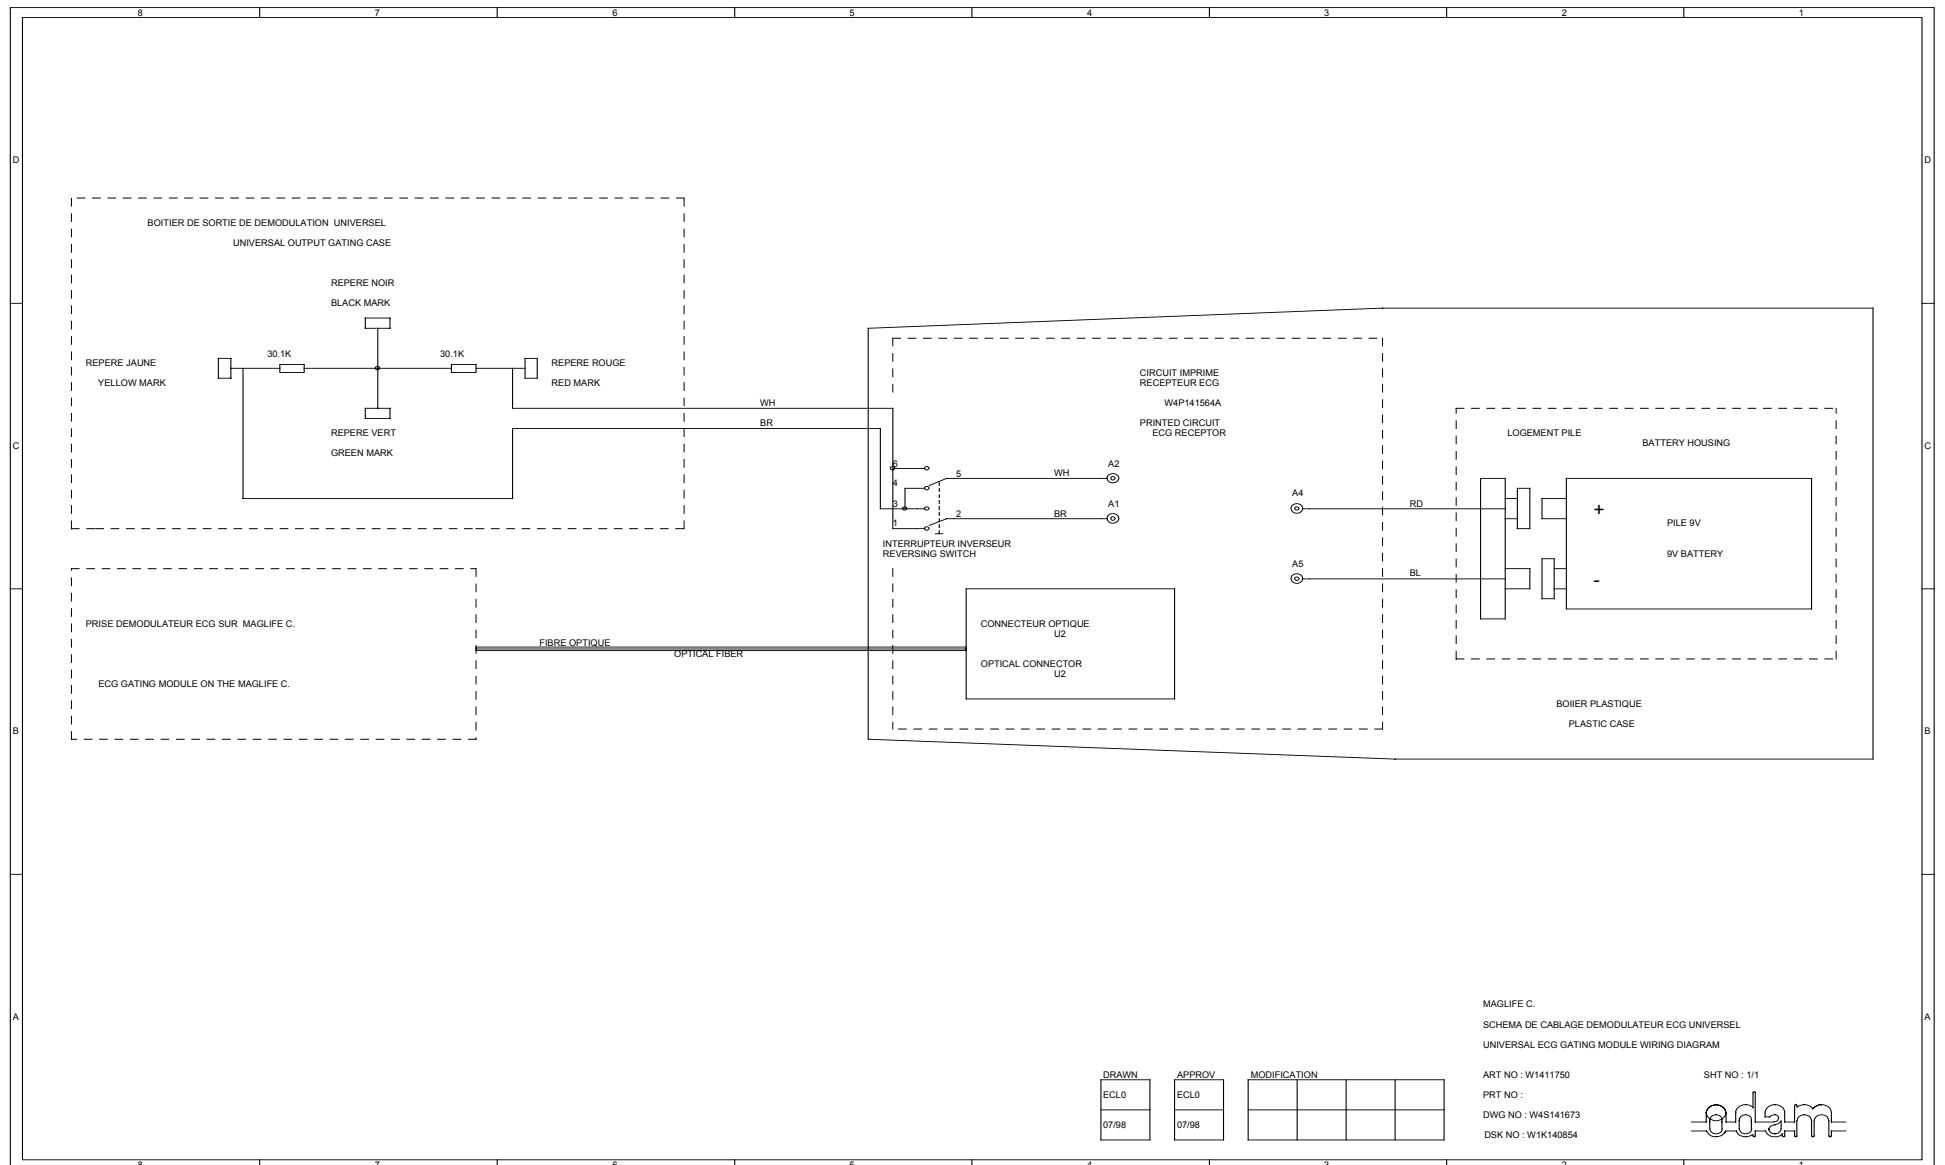 8 7 6 5 4 3 2 1
D D
BOITIER DE SORTIE DE DEMODULATION UNIVERSEL
UNIVERSAL OUTPUT GATING CASE
REPERE NOIR
BLACK MARK
30.1K 30.1K
REPERE JAUNE
YELLOW MARK
REPERE ROUGE
RED MARK
REPERE VERT
GREEN MARK
WH
BR
C C
CIRCUIT IMPRIME
RECEPTEUR ECG
W4P141564A
PRINTED CIRCUIT
ECG RECEPTOR
6
4
3
1
5 WH A2
2 BR A1
INTERRUPTEUR INVERSEUR
REVERSING SWITCH
A4 RD
A5 BL
LOGEMENT PILE
BATTERY HOUSING
+
PILE 9V
9V BATTERY
-
PRISE DEMODULATEUR ECG SUR MAGLIFE C.
ECG GATING MODULE ON THE MAGLIFE C.
FIBRE OPTIQUE
OPTICAL FIBER
CONNECTEUR OPTIQUE
U2
OPTICAL CONNECTOR
U2
BOIIER PLASTIQUE
PLASTIC CASE
B B
A A
MAGLIFE C.
SCHEMA DE CABLAGE DEMODULATEUR ECG UNIVERSEL
UNIVERSAL ECG GATING MODULE WIRING DIAGRAM
DRAWN APPROV MODIFICATION
ECL0 ECL0
07/98 07/98
ART NO : W1411750 SHT NO : 1/1
PRT NO :
DWG NO : W4S141673
DSK NO : W1K140854
odam
8 7 6 5 4 3 2 1